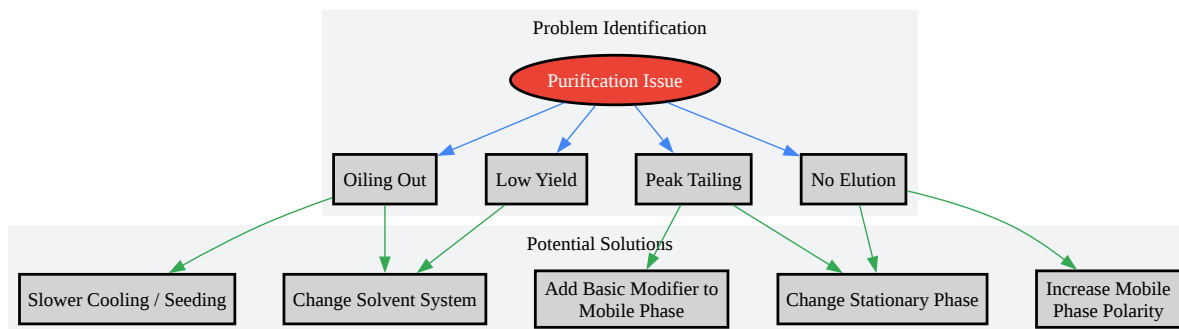 Problem Identification
Purification Issue
Oiling Out
Low Yield
Peak Tailing
No Elution
Potential Solutions
Slower Cooling / Seeding
Change Solvent System
Add Basic Modifier to
Mobile Phase
Change Stationary Phase
Increase Mobile
Phase Polarity